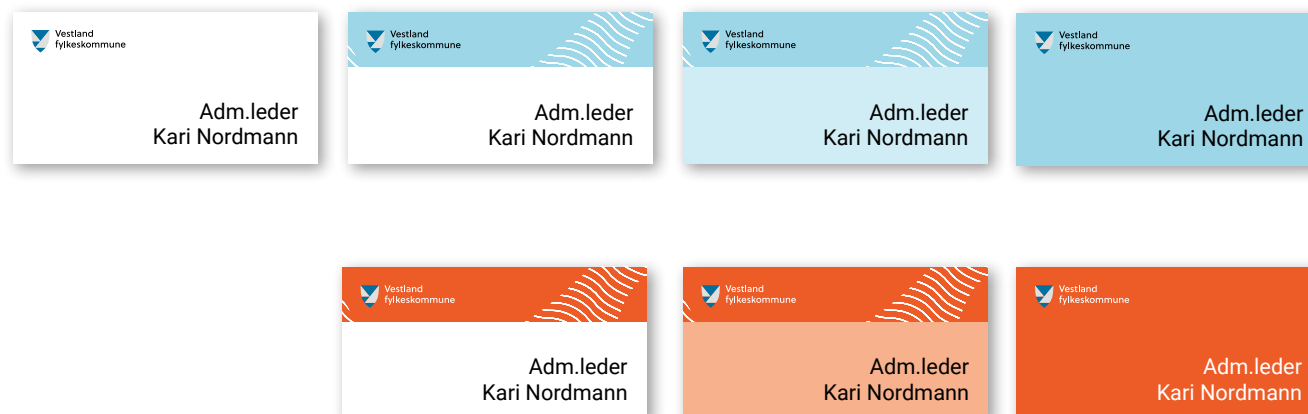 Vestland
fylkeskommune
Adm.leder
Kari Nordmann
Vestland
fylkeskommune
Adm.leder
Kari Nordmann
Vestland
fylkeskommune
Adm.leder
Kari Nordmann
Vestland
fylkeskommune
Adm.leder
Kari Nordmann
Vestland
fylkeskommune
Adm.leder
Kari Nordmann
Vestland
fylkeskommune
Adm.leder
Kari Nordmann
Vestland
fylkeskommune
Adm.leder
Kari Nordmann